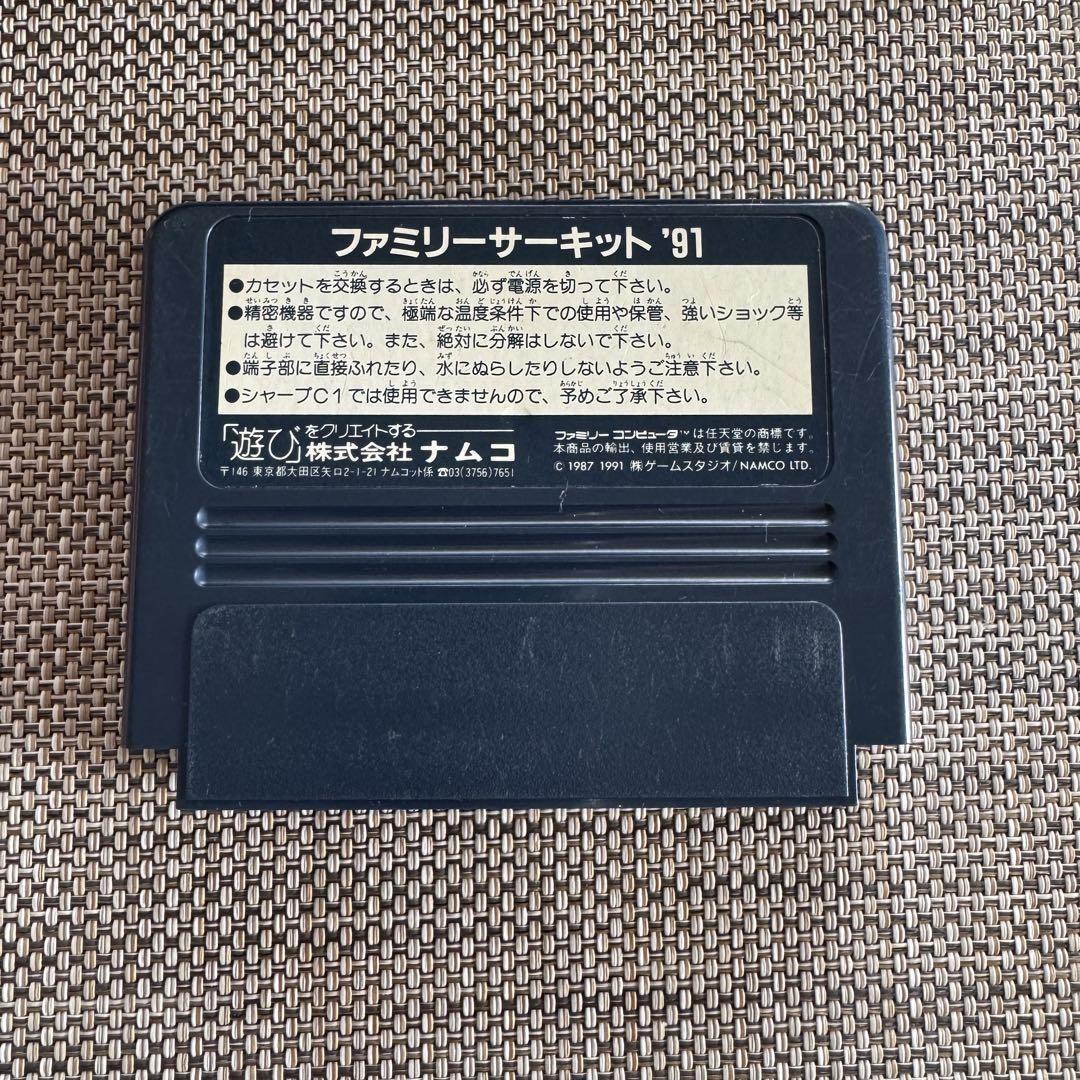 ファミリーサーキット '91
●カセットを交換するときは、必ず電源を切って下さい。
●精密機器ですので、極端な温度条件下での使用や保管、強いショック等
は避けて下さい。また、絶対に分解はしないで下さい。
●端子部に直接ふれたり、水にぬらしたりしないようご注意下さい。
●シャープC1では使用できませんので、予めご了承下さい。
「遊び」をクリエイトする
株式会社ナムコ
〒146 東京都大田区矢口2-1-21 ナムコット係 ☎03(3756)7651
ファミリーコンピュータ™は任天堂の商標です。
本商品の輸出、使用営業及び賃貸を禁じます。
© 1987 1991 ㈱ゲームスタジオ/NAMCO LTD.